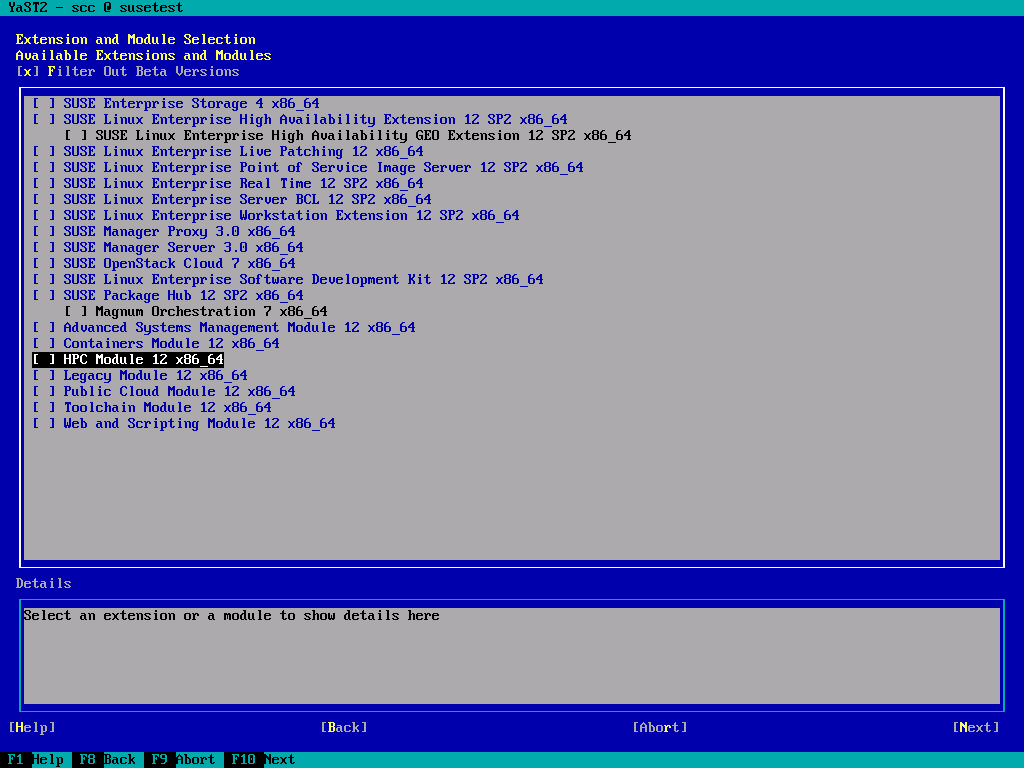 YaST2 - scc @ susetest
Extension and Module Selection
Available Extensions and Modules
[x] Filter Out Beta Versions
[ ] SUSE Enterprise Storage 4 x86_64
[ ] SUSE Linux Enterprise High Availability Extension 12 SP2 x86_64
[ ] SUSE Linux Enterprise High Availability GEO Extension 12 SP2 x86_64
[ ] SUSE Linux Enterprise Live Patching 12 x86_64
[ ] SUSE Linux Enterprise Point of Service Image Server 12 SP2 x86_64
[ ] SUSE Linux Enterprise Real Time 12 SP2 x86_64
[ ] SUSE Linux Enterprise Server BCL 12 SP2 x86_64
[ ] SUSE Linux Enterprise Workstation Extension 12 SP2 x86_64
[ ] SUSE Manager Proxy 3.0 x86_64
[ ] SUSE Manager Server 3.0 x86_64
[ ] SUSE OpenStack Cloud 7 x86_64
[ ] SUSE Linux Enterprise Software Development Kit 12 SP2 x86_64
[ ] SUSE Package Hub 12 SP2 x86_64
[ ] Magnum Orchestration 7 x86_64
[ ] Advanced Systems Management Module 12 x86_64
[ ] Containers Module 12 x86_64
[ ] HPC Module 12 x86_64
[ ] Legacy Module 12 x86_64
[ ] Public Cloud Module 12 x86_64
[ ] Toolchain Module 12 x86_64
[ ] Web and Scripting Module 12 x86_64
Details
Select an extension or a module to show details here
[Help] [Back] [Abort] [Next]
F1 Help F8 Back F9 Abort F10 Next